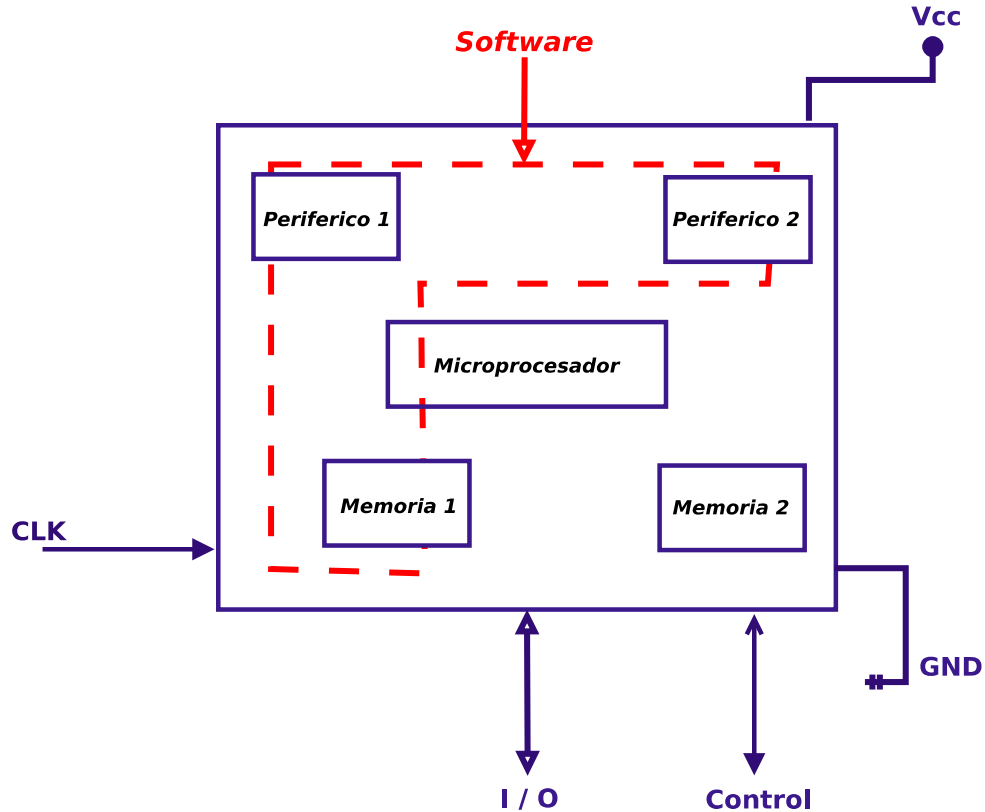 Vcc
Software
Periferico 1
Periferico 2
Microprocesador
Memoria 1
Memoria 2
CLK
GND
I / O
Control